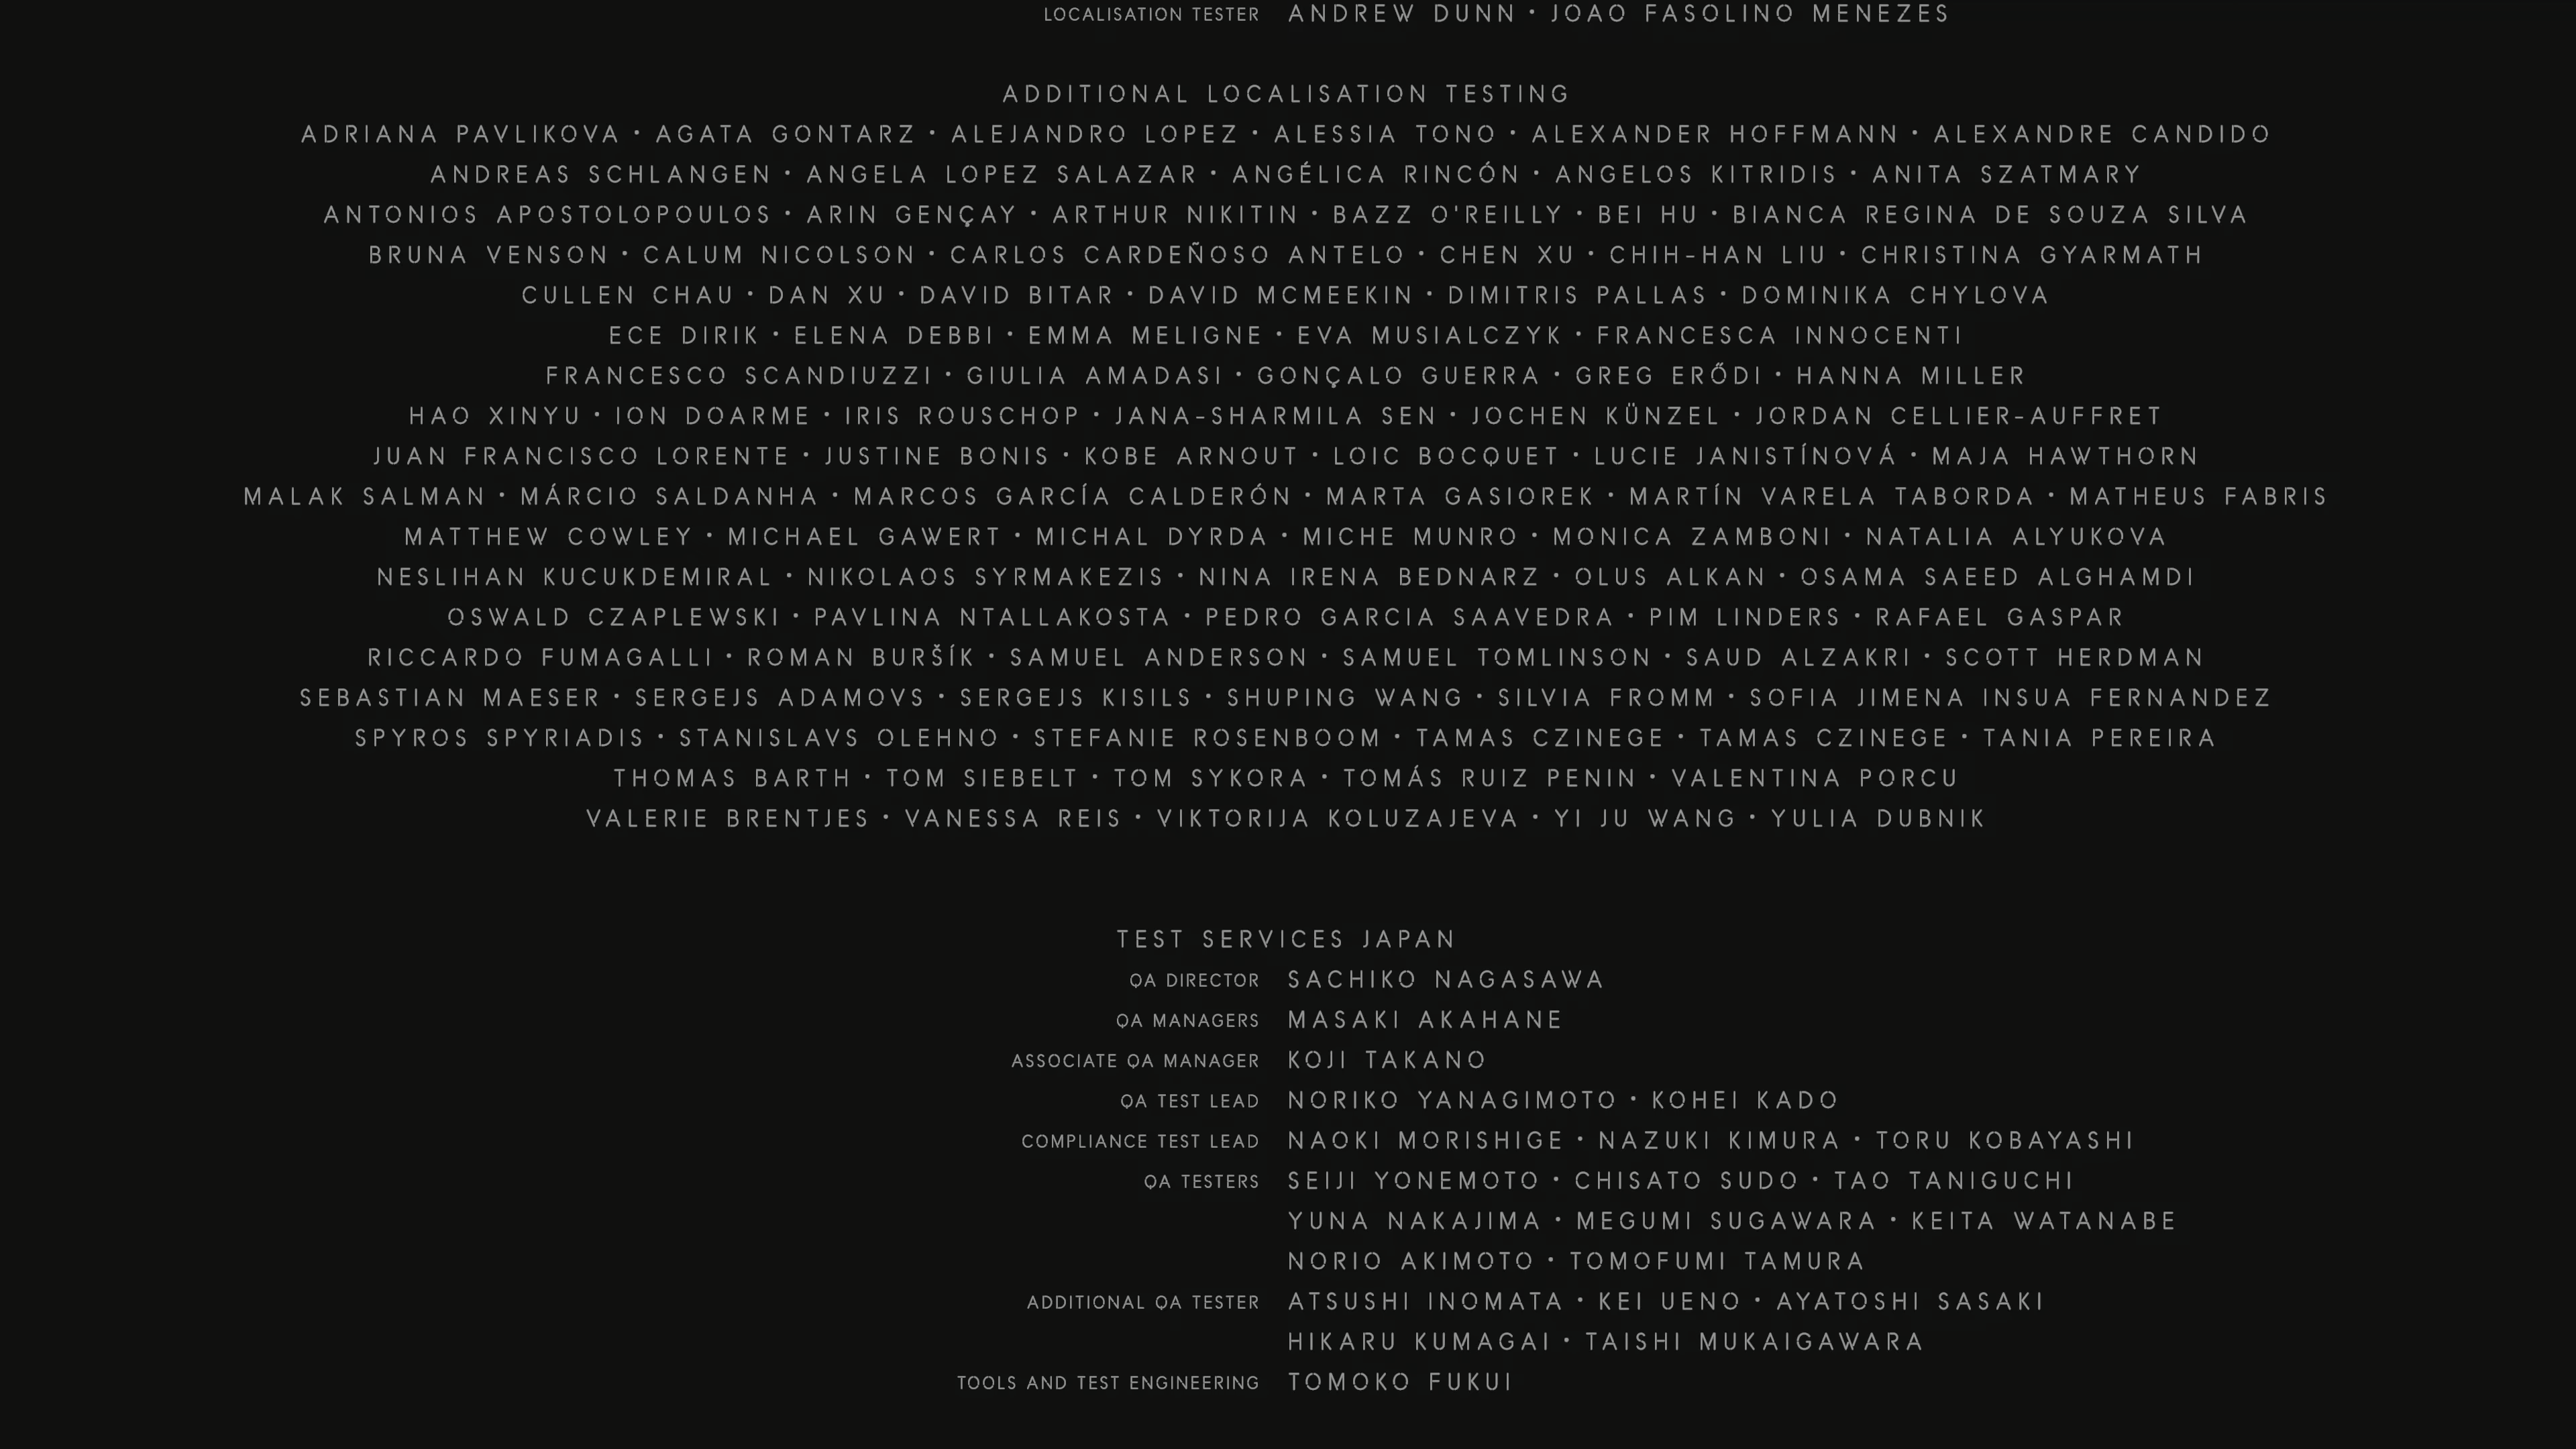 LOCALISATION TESTER ANDREW DUNN • JOAO FASOLINO MENEZES
ADDITIONAL LOCALISATION TESTING
ADRIANA PAVLIKOVA • AGATA GONTARZ • ALEJANDRO LOPEZ • ALESSIA TONO • ALEXANDER HOFFMANN • ALEXANDRE CANDIDO
ANDREAS SCHLANGEN • ANGELA LOPEZ SALAZAR • ANGÉLICA RINCÓN • ANGELOS KITRIDIS • ANITA SZATMARY
ANTONIOS APOSTOLOPOULOS • ARIN GENÇAY • ARTHUR NIKITIN • BAZZ O'REILLY • BEI HU • BIANCA REGINA DE SOUZA SILVA
BRUNA VENSON • CALUM NICOLSON • CARLOS CARDEÑOSO ANTELO • CHEN XU • CHIH-HAN LIU • CHRISTINA GYARMATH
CULLEN CHAU • DAN XU • DAVID BITAR • DAVID MCMEEKIN • DIMITRIS PALLAS • DOMINIKA CHYLOVA
ECE DIRIK • ELENA DEBBI • EMMA MELIGNE • EVA MUSIALCZYK • FRANCESCA INNOCENTI
FRANCESCO SCANDIUZZI • GIULIA AMADASI • GONÇALO GUERRA • GREG ERŐDI • HANNA MILLER
HAO XINYU • ION DOARME • IRIS ROUSCHOP • JANA-SHARMILA SEN • JOCHEN KÜNZEL • JORDAN CELLIER-AUFFRET
JUAN FRANCISCO LORENTE • JUSTINE BONIS • KOBE ARNOUT • LOIC BOCQUET • LUCIE JANISTÍNOVÁ • MAJA HAWTHORN
MALAK SALMAN • MÁRCIO SALDANHA • MARCOS GARCÍA CALDERÓN • MARTA GASIOREK • MARTÍN VARELA TABORDA • MATHEUS FABRIS
MATTHEW COWLEY • MICHAEL GAWERT • MICHAL DYRDA • MICHE MUNRO • MONICA ZAMBONI • NATALIA ALYUKOVA
NESLIHAN KUCUKDEMIRAL • NIKOLAOS SYRMAKEZIS • NINA IRENA BEDNARZ • OLUS ALKAN • OSAMA SAEED ALGHAMDI
OSWALD CZAPLEWSKI • PAVLINA NTALLAKOSTA • PEDRO GARCIA SAAVEDRA • PIM LINDERS • RAFAEL GASPAR
RICCARDO FUMAGALLI • ROMAN BURŠÍK • SAMUEL ANDERSON • SAMUEL TOMLINSON • SAUD ALZAKRI • SCOTT HERDMAN
SEBASTIAN MAESER • SERGEJS ADAMOVS • SERGEJS KISILS • SHUPING WANG • SILVIA FROMM • SOFIA JIMENA INSUA FERNANDEZ
SPYROS SPYRIADIS • STANISLAVS OLEHNO • STEFANIE ROSENBOOM • TAMAS CZINEGE • TAMAS CZINEGE • TANIA PEREIRA
THOMAS BARTH • TOM SIEBELT • TOM SYKORA • TOMÁS RUIZ PENIN • VALENTINA PORCU
VALERIE BRENTJES • VANESSA REIS • VIKTORIJA KOLUZAJEVA • YI JU WANG • YULIA DUBNIK
TEST SERVICES JAPAN
QA DIRECTOR SACHIKO NAGASAWA
QA MANAGERS MASAKI AKAHANE
ASSOCIATE QA MANAGER KOJI TAKANO
QA TEST LEAD NORIKO YANAGIMOTO • KOHEI KADO
COMPLIANCE TEST LEAD NAOKI MORISHIGE • NAZUKI KIMURA • TORU KOBAYASHI
QA TESTERS SEIJI YONEMOTO • CHISATO SUDO • TAO TANIGUCHI
YUNA NAKAJIMA • MEGUMI SUGAWARA • KEITA WATANABE
NORIO AKIMOTO • TOMOFUMI TAMURA
ADDITIONAL QA TESTER ATSUSHI INOMATA • KEI UENO • AYATOSHI SASAKI
HIKARU KUMAGAI • TAISHI MUKAIGAWARA
TOOLS AND TEST ENGINEERING TOMOKO FUKUI